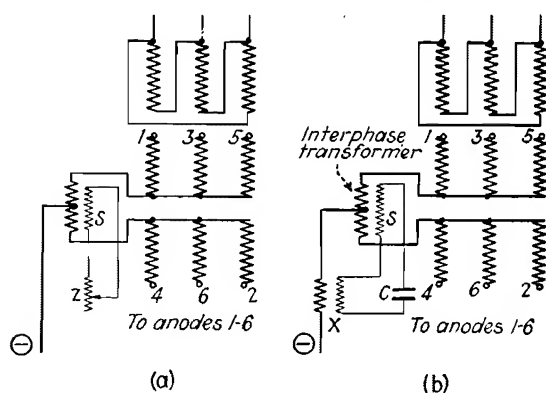 1 3 5
S
Z
4 6 2
To anodes 1-6
⊖
(a)
Interphase
transformer
1 3 5
S
C
X
4 6 2
To anodes 1-6
⊖
(b)